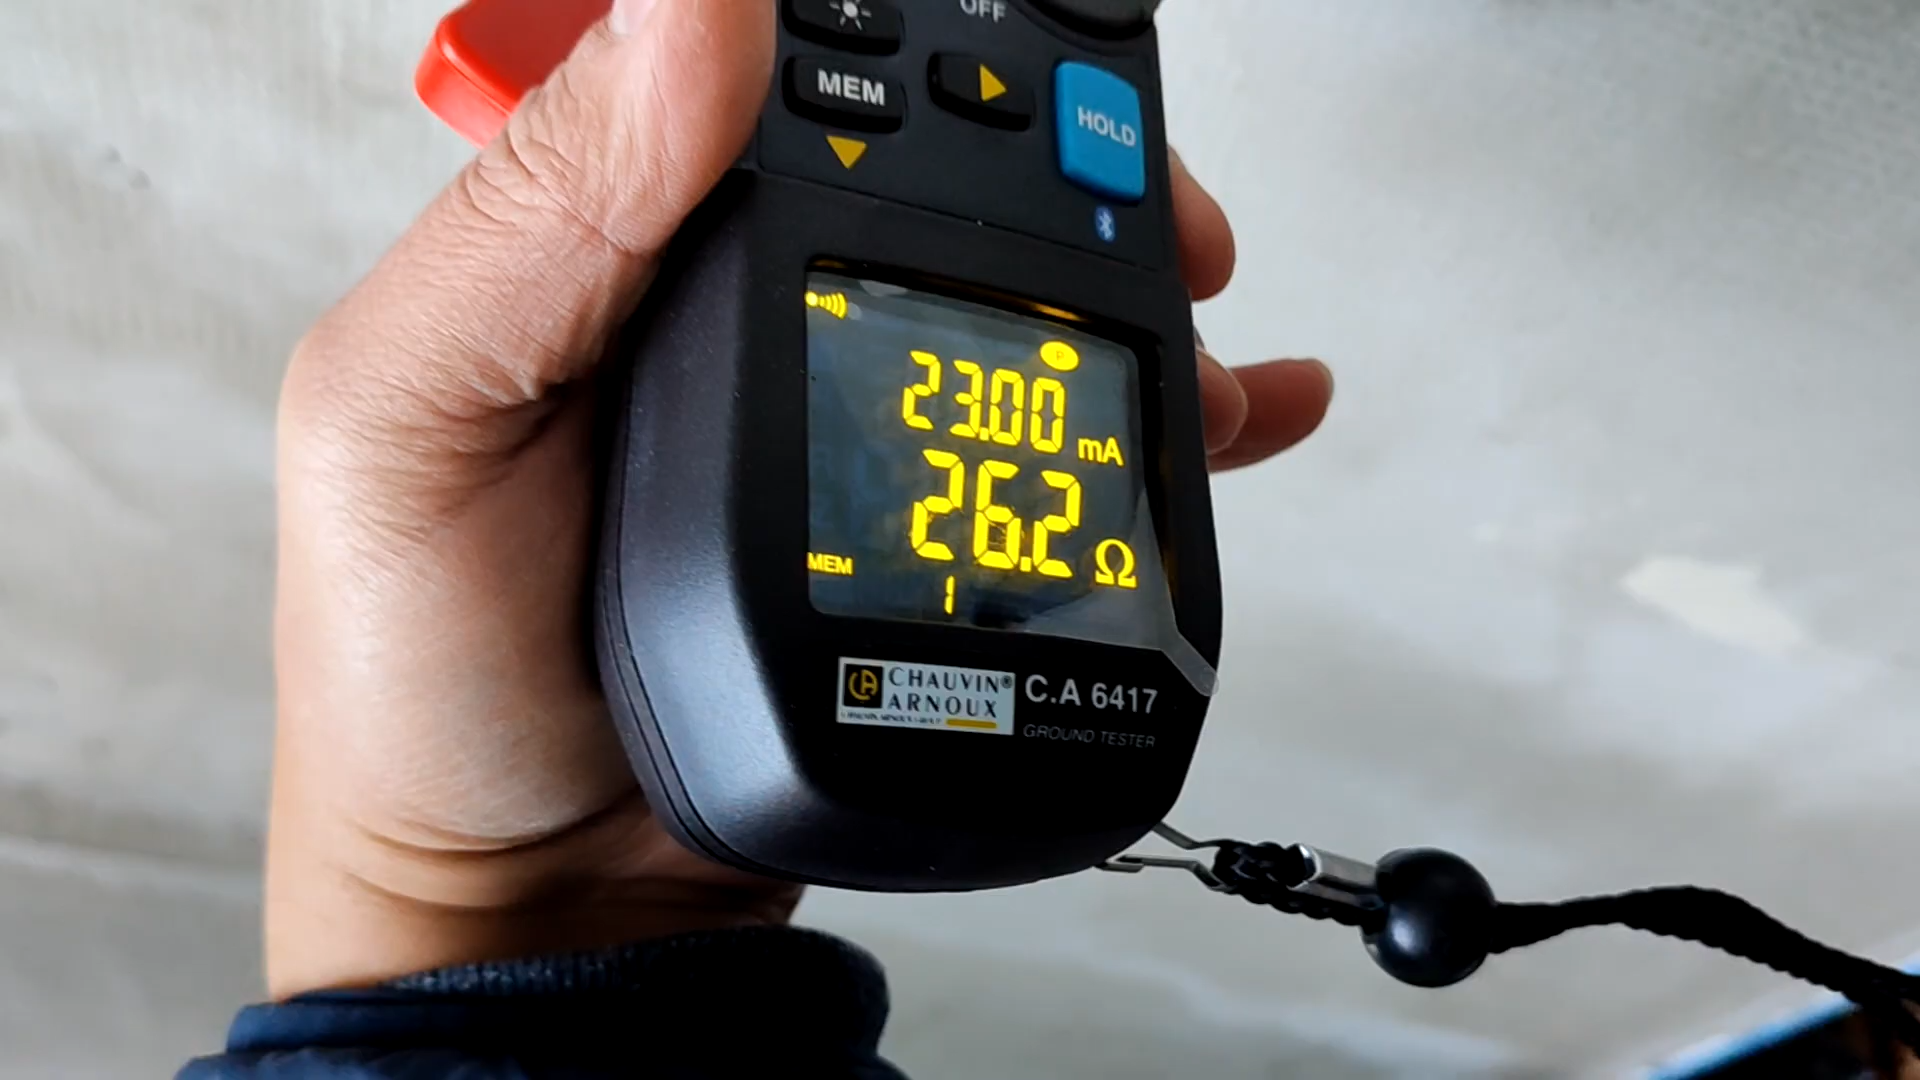 OFF
MEM
HOLD
P
23.00 mA
26.2 Ω
MEM
1
CHAUVIN®
ARNOUX
C.A 6417
GROUND TESTER